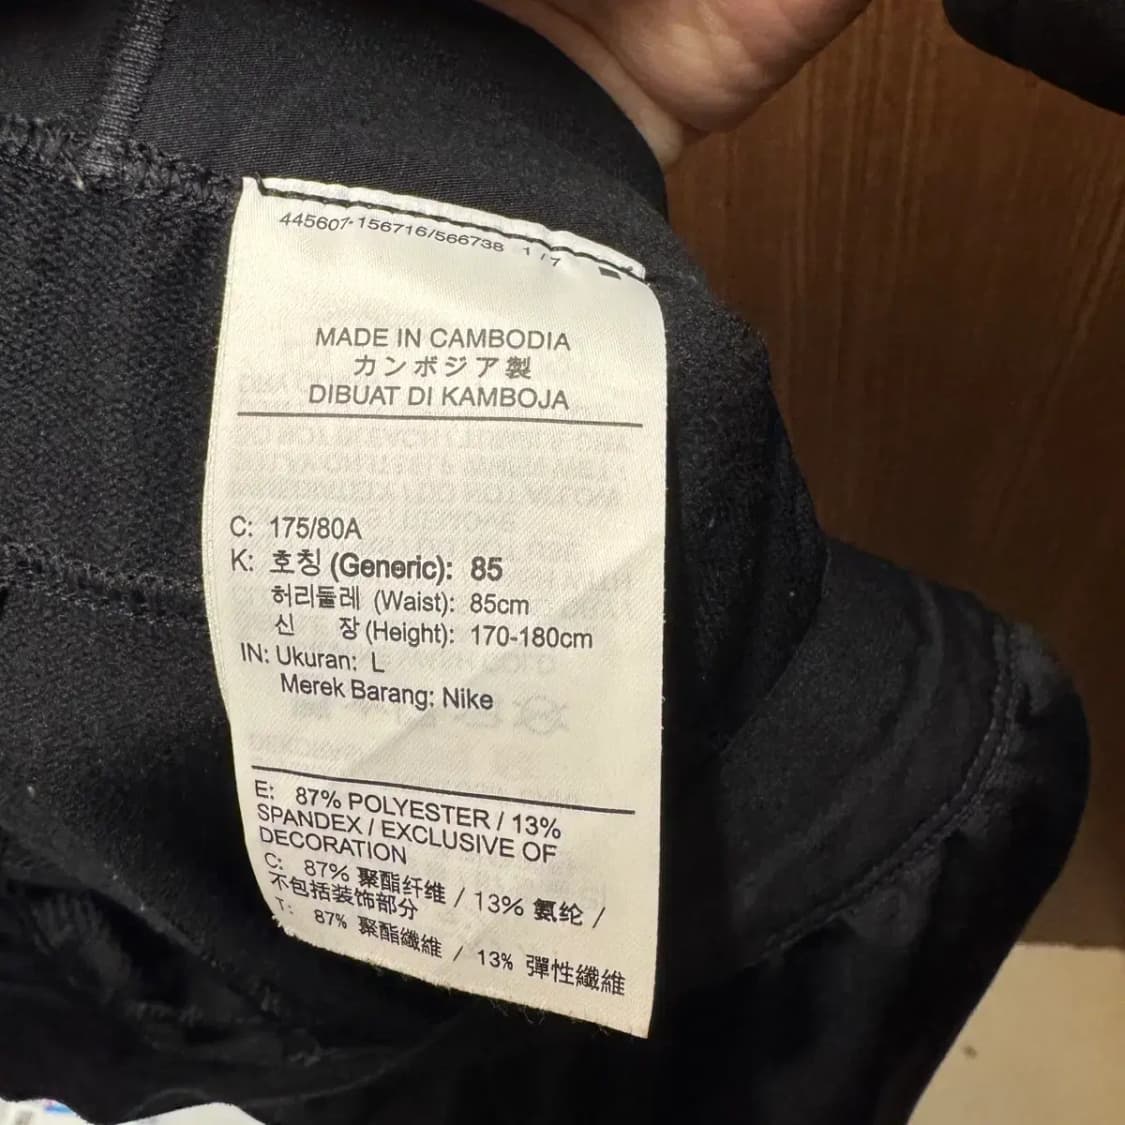 445607-156716/566738 1 / 7
MADE IN CAMBODIA
カンボジア製
DIBUAT DI KAMBOJA
C: 175/80A
K: 호칭 (Generic): 85
허리둘레 (Waist): 85cm
신 장 (Height): 170-180cm
IN: Ukuran: L
Merek Barang: Nike
E: 87% POLYESTER / 13%
SPANDEX / EXCLUSIVE OF
DECORATION
C: 87% 聚酯纤维 / 13% 氨纶 /
不包括装饰部分
T: 87% 聚酯纖維 / 13% 彈性纖維